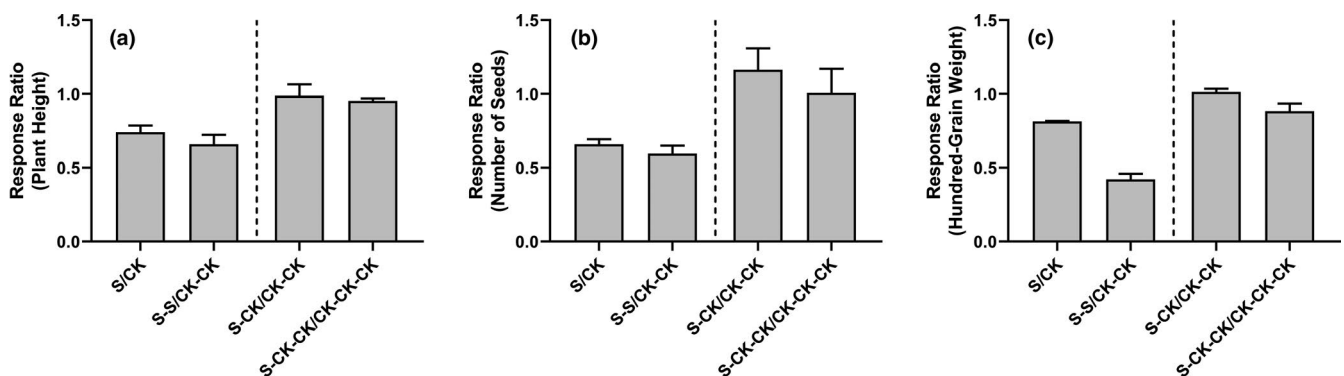 (a)
Response Ratio
(Plant Height)
1.5
1.0
0.5
0.0
S/CK
S-S/CK-CK
S-CK/CK-CK
S-CK-CK/CK-CK-CK
(b)
Response Ratio
(Number of Seeds)
1.5
1.0
0.5
0.0
S/CK
S-S/CK-CK
S-CK/CK-CK
S-CK-CK/CK-CK-CK
(c)
Response Ratio
(Hundred-Grain Weight)
1.5
1.0
0.5
0.0
S/CK
S-S/CK-CK
S-CK/CK-CK
S-CK-CK/CK-CK-CK